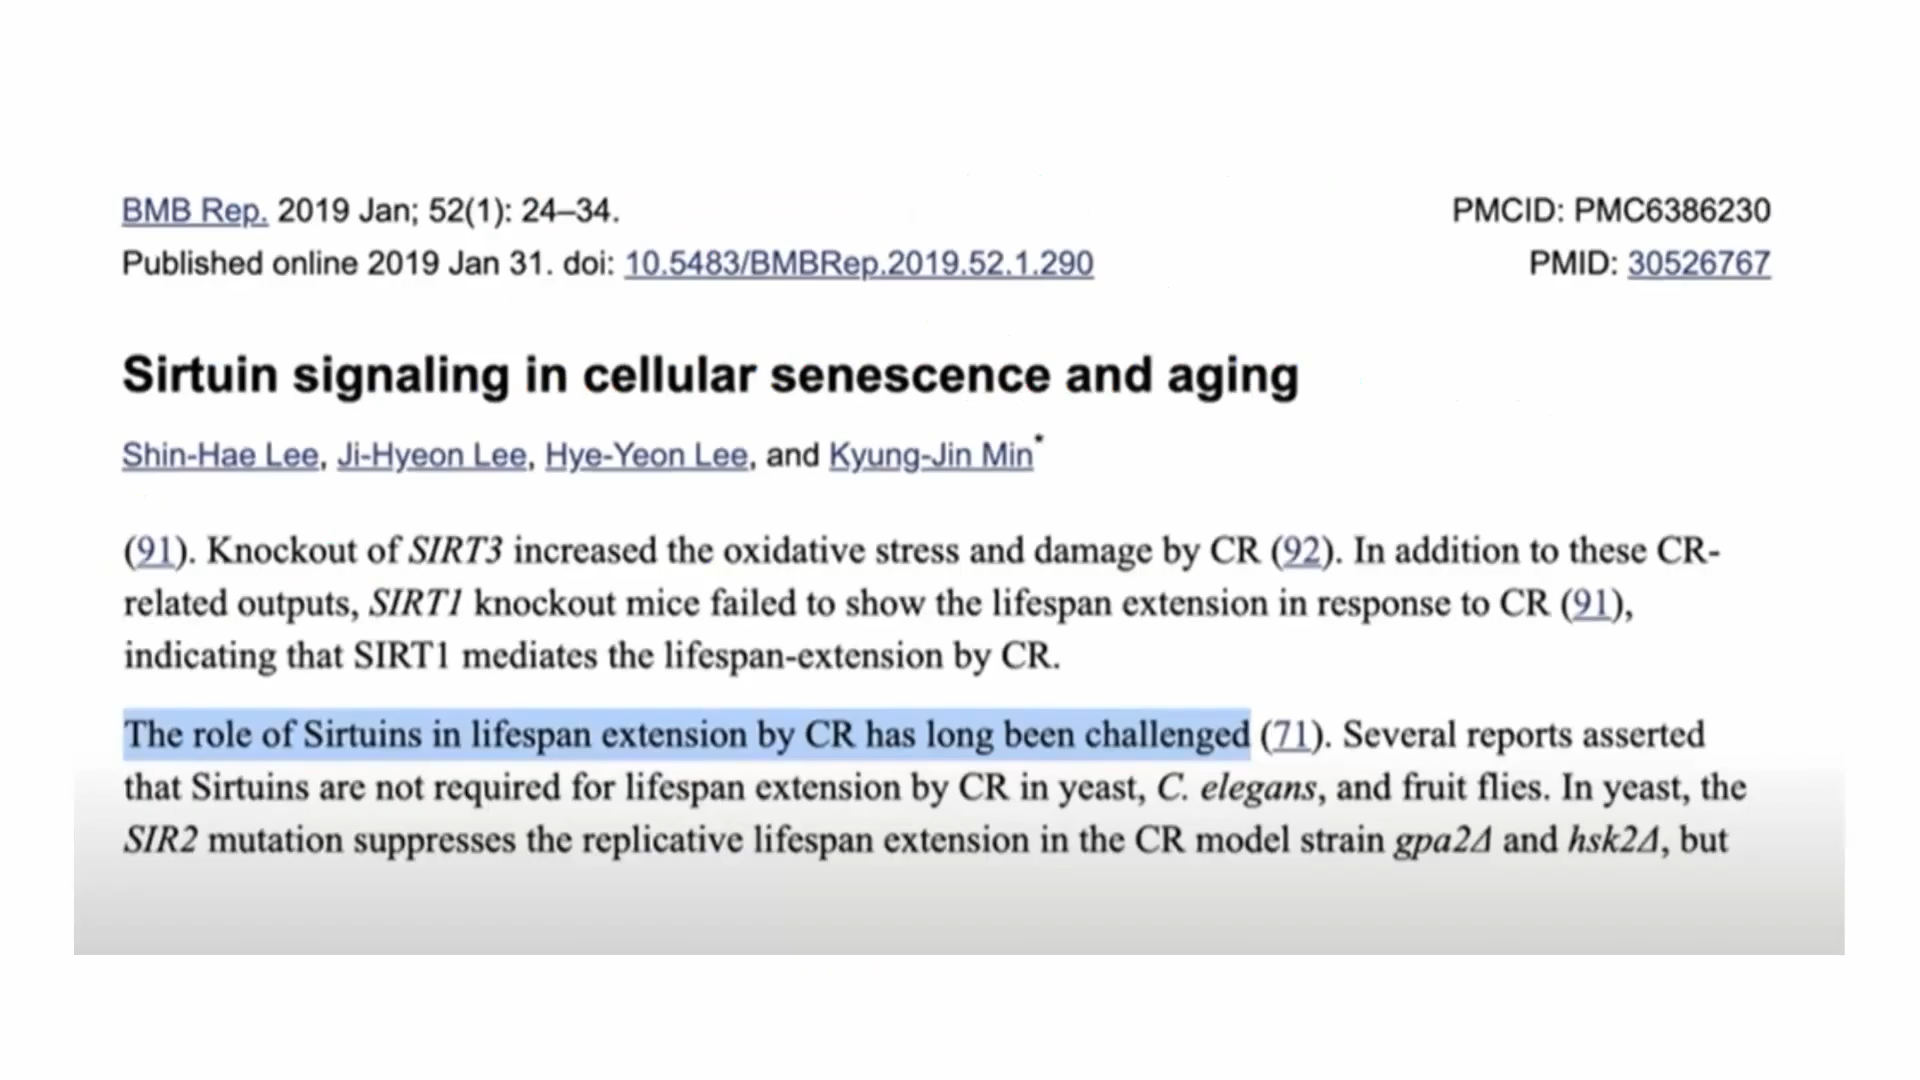 BMB Rep. 2019 Jan; 52(1): 24–34.
PMCID: PMC6386230
Published online 2019 Jan 31. doi: 10.5483/BMBRep.2019.52.1.290
PMID: 30526767
Sirtuin signaling in cellular senescence and aging
Shin-Hae Lee, Ji-Hyeon Lee, Hye-Yeon Lee, and Kyung-Jin Min*
(91). Knockout of SIRT3 increased the oxidative stress and damage by CR (92). In addition to these CR-
related outputs, SIRT1 knockout mice failed to show the lifespan extension in response to CR (91),
indicating that SIRT1 mediates the lifespan-extension by CR.
The role of Sirtuins in lifespan extension by CR has long been challenged (71). Several reports asserted
that Sirtuins are not required for lifespan extension by CR in yeast, C. elegans, and fruit flies. In yeast, the
SIR2 mutation suppresses the replicative lifespan extension in the CR model strain gpa2Δ and hsk2Δ, but